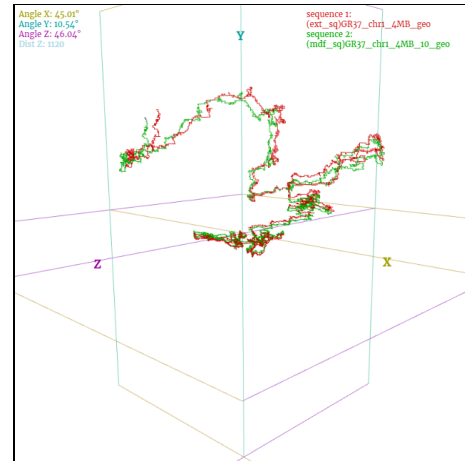 Angle X: 45.01°
Angle Y: 10.54°
Angle Z: 46.04°
Dist Z: 1120
sequence 1:
(ext_sq)GR37_chr1_4MB_geo
sequence 2:
(mdf_sq)GR37_chr1_4MB_10_geo
Y
Z
X